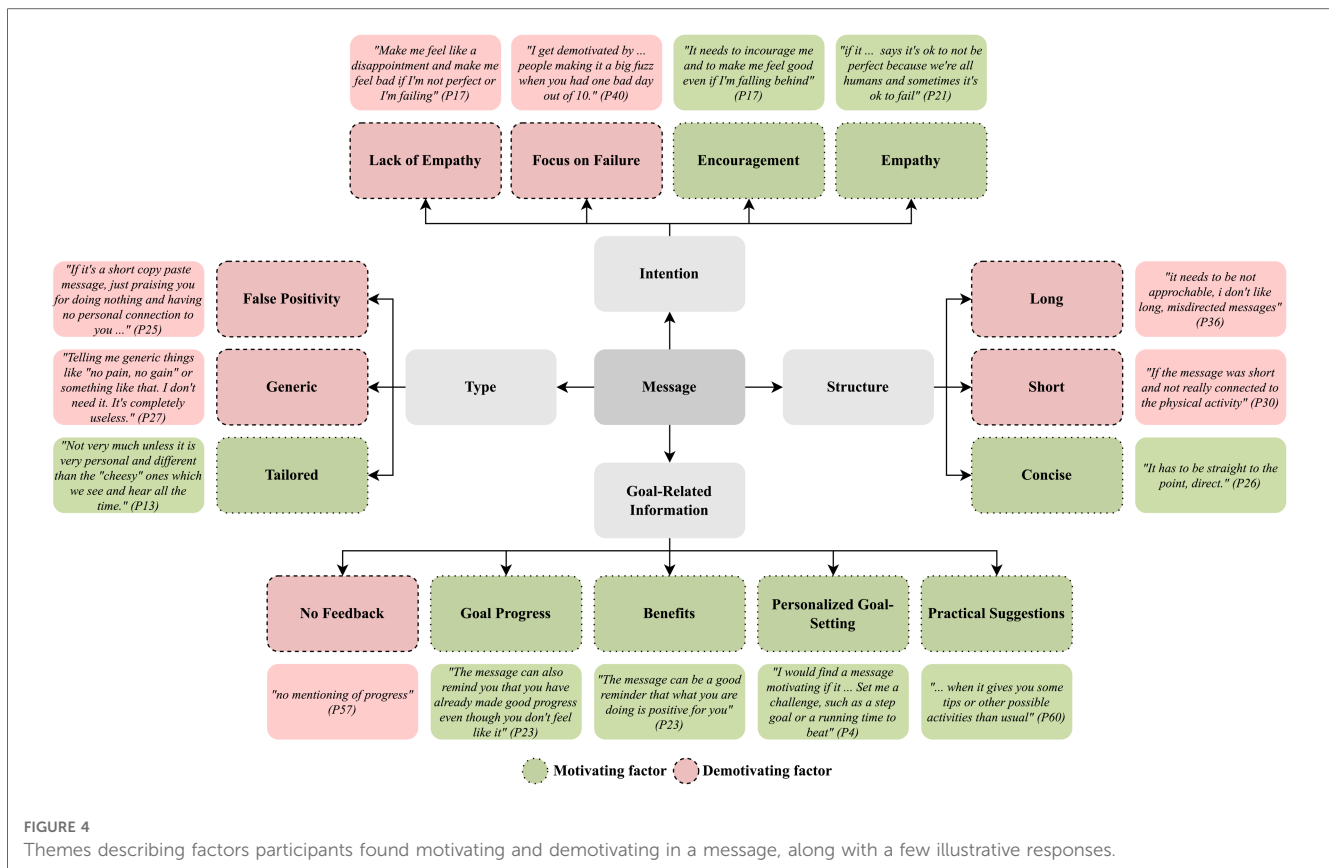 "Make me feel like a
disappointment and make me
feel bad if I'm not perfect or
I'm failing" (P17)
"I get demotivated by ...
people making it a big fuzz
when you had one bad day
out of 10." (P40)
"It needs to incourage me
and to make me feel good
even if I'm falling behind"
(P17)
"if it ... says it's ok to not be
perfect because we're all
humans and sometimes it's
ok to fail" (P21)
Lack of Empathy
Focus on Failure
Encouragement
Empathy
Intention
"If it's a short copy paste
message, just praising you
for doing nothing and having
no personal connection to
you ..." (P25)
False Positivity
Long
"it needs to be not
approchable, i don't like
long, misdirected messages"
(P36)
"Telling me generic things
like "no pain, no gain" or
something like that. I don't
need it. It's completely
useless." (P27)
Generic
Type
Message
Structure
Short
"If the message was short
and not really connected to
the physical activity" (P30)
"Not very much unless it is
very personal and different
than the "cheesy" ones which
we see and hear all the
time." (P13)
Tailored
Goal-Related
Information
Concise
"It has to be straight to the
point, direct." (P26)
No Feedback
Goal Progress
Benefits
Personalized Goal-
Setting
Practical Suggestions
"no mentioning of progress"
(P57)
"The message can also
remind you that you have
already made good progress
even though you don't feel
like it" (P23)
"The message can be a good
reminder that what you are
doing is positive for you"
(P23)
"I would find a message
motivating if it ... Set me a
challenge, such as a step
goal or a running time to
beat" (P4)
"... when it gives you some
tips or other possible
activities than usual" (P60)
Motivating factor
Demotivating factor
FIGURE 4
Themes describing factors participants found motivating and demotivating in a message, along with a few illustrative responses.